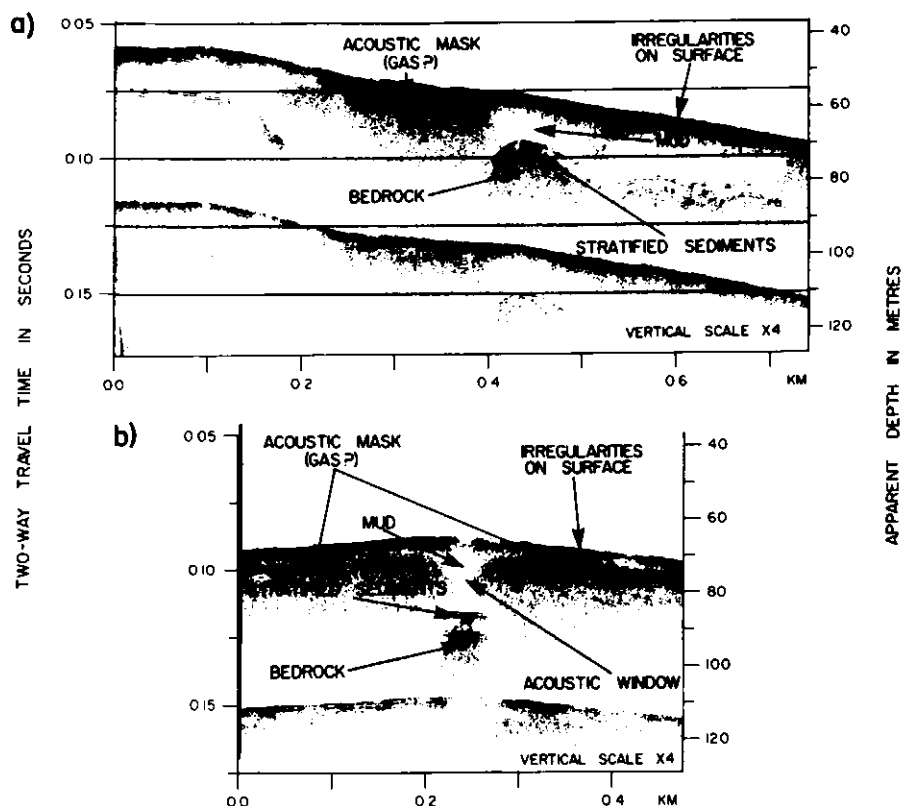 a)
TWO-WAY TRAVEL TIME IN SECONDS
APPARENT DEPTH IN METRES
0.05
0.10
0.15
40
60
80
100
120
ACOUSTIC MASK
(GAS?)
IRREGULARITIES
ON SURFACE
MUD
BEDROCK
STRATIFIED SEDIMENTS
VERTICAL SCALE X4
0.0
0.2
0.4
0.6
KM
b)
0.05
0.10
0.15
40
60
80
100
120
ACOUSTIC MASK
(GAS?)
IRREGULARITIES
ON SURFACE
MUD
SEDIMENTS
BEDROCK
ACOUSTIC WINDOW
VERTICAL SCALE X4
0.0
0.2
0.4
KM